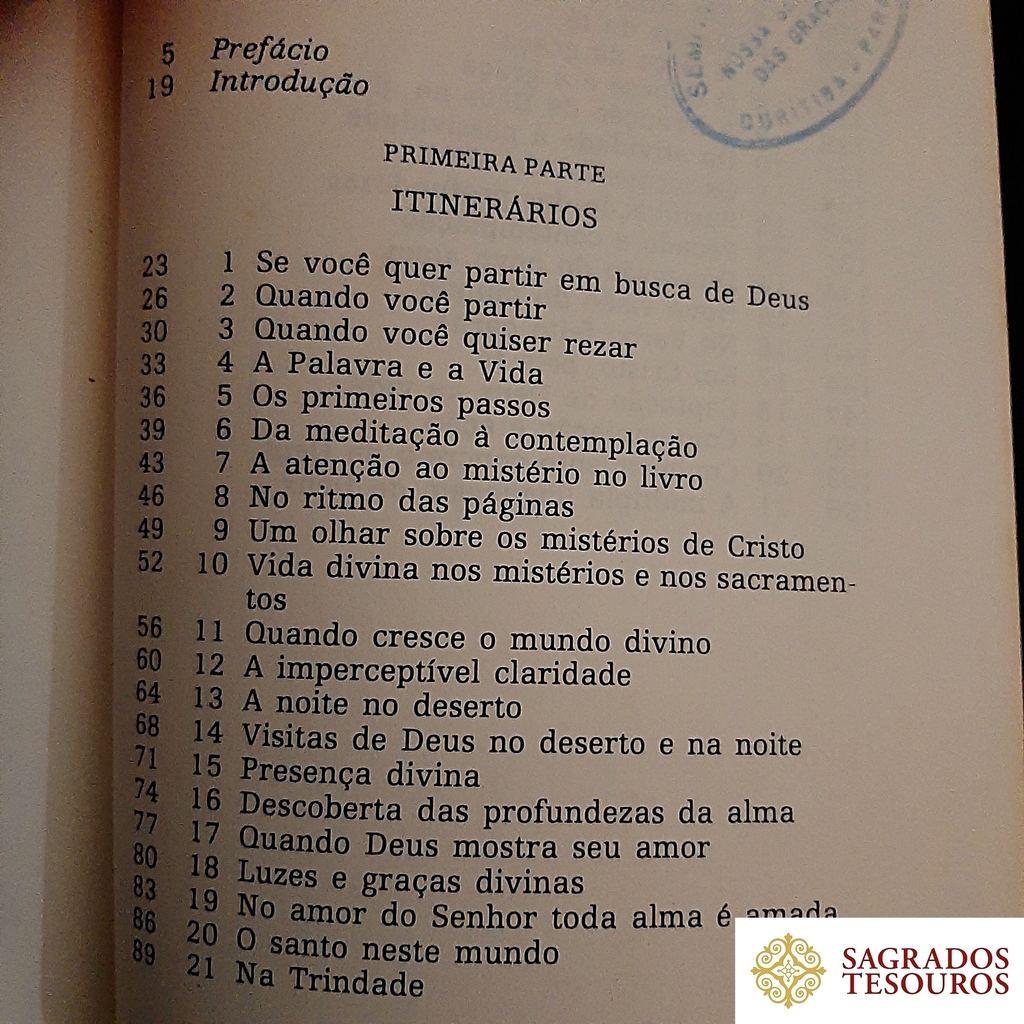 5 Prefácio
19 Introdução
NOSSA
DAS GRAÇ
CURITIBA - PARA
PRIMEIRA PARTE
ITINERÁRIOS
23 1 Se você quer partir em busca de Deus
26 2 Quando você partir
30 3 Quando você quiser rezar
33 4 A Palavra e a Vida
36 5 Os primeiros passos
39 6 Da meditação à contemplação
43 7 A atenção ao mistério no livro
46 8 No ritmo das páginas
49 9 Um olhar sobre os mistérios de Cristo
52 10 Vida divina nos mistérios e nos sacramen-
tos
56 11 Quando cresce o mundo divino
60 12 A imperceptível claridade
64 13 A noite no deserto
68 14 Visitas de Deus no deserto e na noite
71 15 Presença divina
74 16 Descoberta das profundezas da alma
77 17 Quando Deus mostra seu amor
80 18 Luzes e graças divinas
83 19 No amor do Senhor toda alma é amada
86 20 O santo neste mundo
89 21 Na Trindade
SAGRADOS
TESOUROS